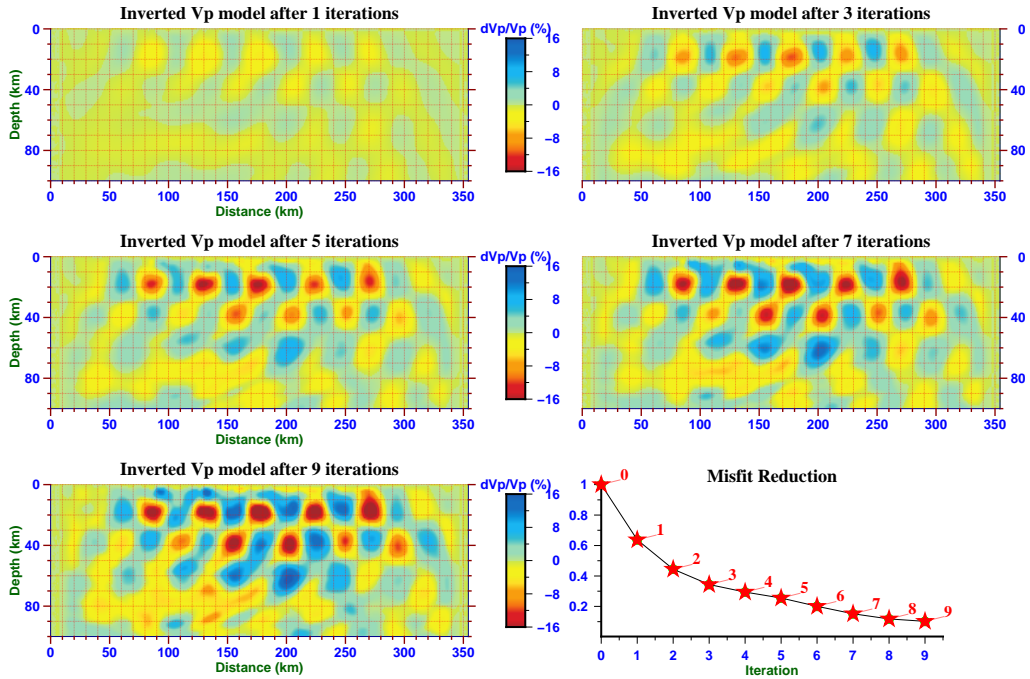 Inverted Vp model after 1 iterations
dVp/Vp (%)
Depth (km)
0
40
80
0 50 100 150 200 250 300 350
Distance (km)
16
8
0
−8
−16
Inverted Vp model after 3 iterations
0
40
80
0 50 100 150 200 250 300 350
Inverted Vp model after 5 iterations
dVp/Vp (%)
Depth (km)
0
40
80
0 50 100 150 200 250 300 350
Distance (km)
16
8
0
−8
−16
Inverted Vp model after 7 iterations
0
40
80
0 50 100 150 200 250 300 350
Inverted Vp model after 9 iterations
dVp/Vp (%)
Depth (km)
0
40
80
0 50 100 150 200 250 300 350
Distance (km)
16
8
0
−8
−16
Misfit Reduction
1
0.8
0.6
0.4
0.2
0 1 2 3 4 5 6 7 8 9
0 1 2 3 4 5 6 7 8 9
Iteration